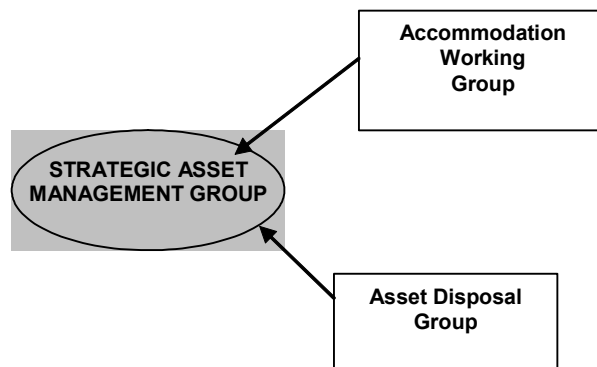 Accommodation
Working
Group
STRATEGIC ASSET
MANAGEMENT GROUP
Asset Disposal
Group